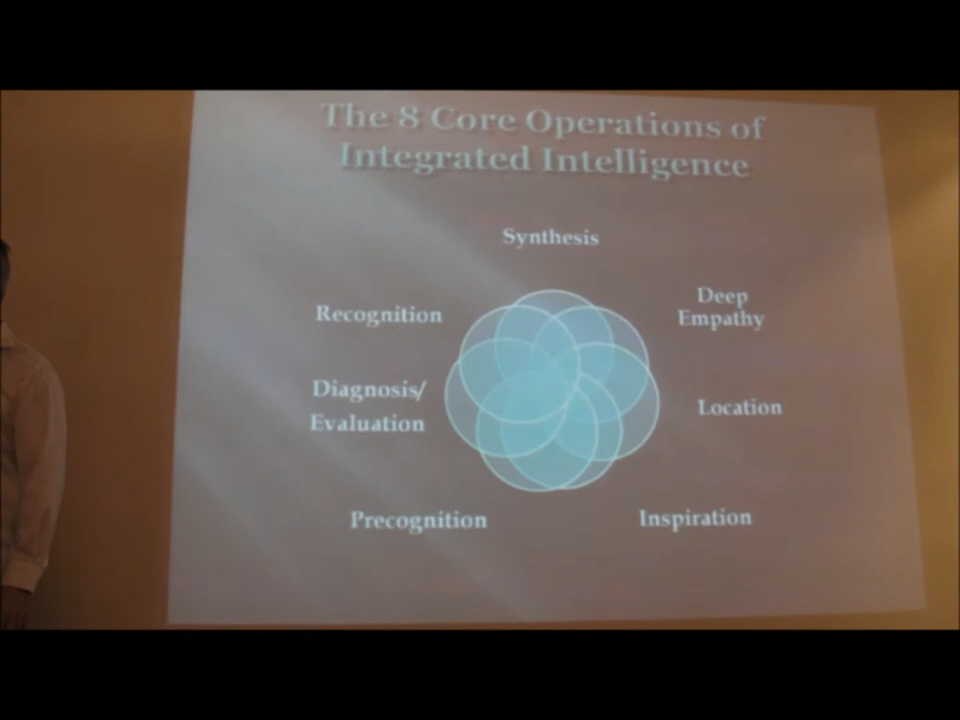 The 8 Core Operations of
Integrated Intelligence
Synthesis
Deep
Empathy
Recognition
Diagnosis/
Evaluation
Location
Precognition
Inspiration